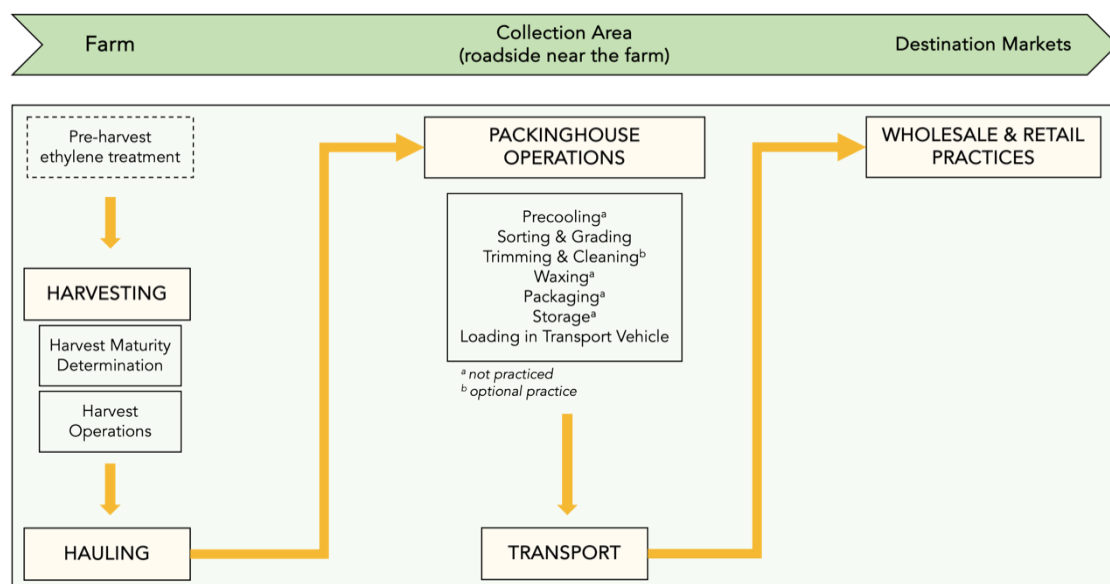 Farm
Collection Area
(roadside near the farm)
Destination Markets
Pre-harvest
ethylene treatment
HARVESTING
Harvest Maturity
Determination
Harvest
Operations
HAULING
PACKINGHOUSE
OPERATIONS
Precoolingᵃ
Sorting & Grading
Trimming & Cleaningᵇ
Waxingᵃ
Packagingᵃ
Storageᵃ
Loading in Transport Vehicle
ᵃ not practiced
ᵇ optional practice
TRANSPORT
WHOLESALE & RETAIL
PRACTICES